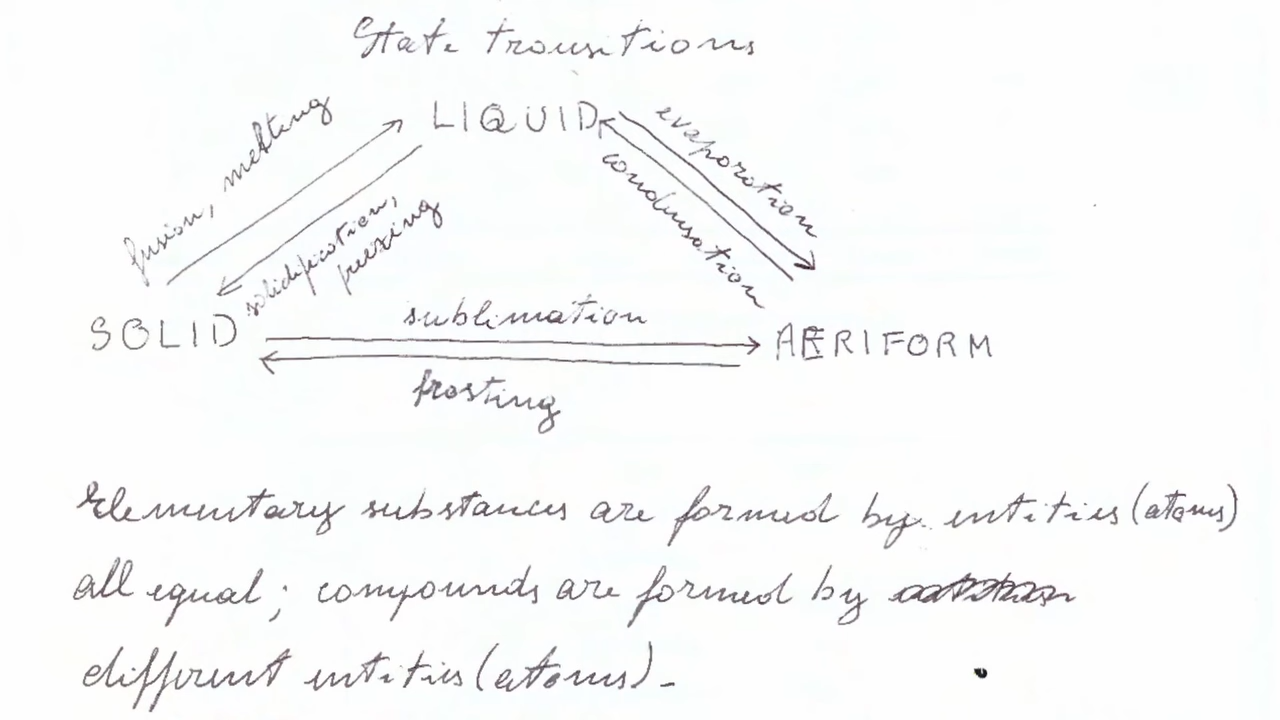 State transitions
LIQUID
fusion, melting
evaporation
solidification,
freezing
condensation
SOLID
sublimation
AERIFORM
frosting
Elementary substances are formed by entities (atoms)
all equal; compounds are formed by
different entities (atoms).